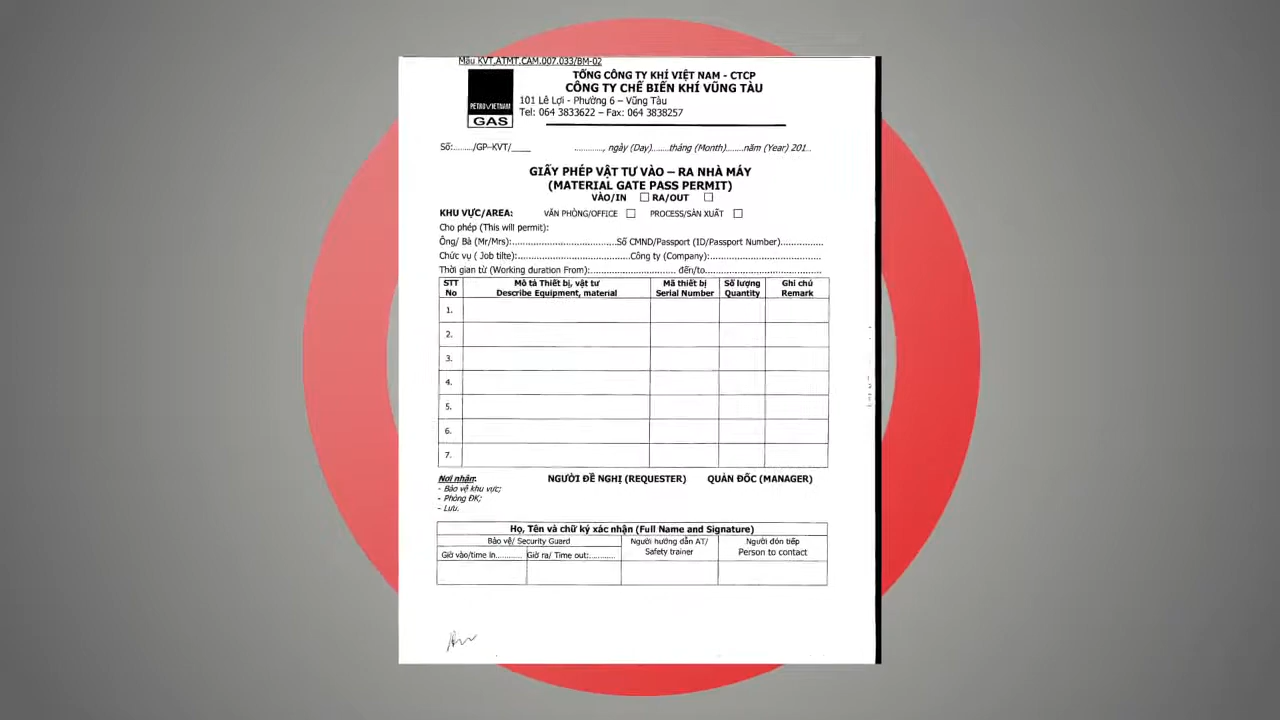 Mẫu KVT.ATMT.CAM.007.033/BM-02
PETROVIETNAM
GAS
TỔNG CÔNG TY KHÍ VIỆT NAM - CTCP
CÔNG TY CHẾ BIẾN KHÍ VŨNG TÀU
101 Lê Lợi - Phường 6 – Vũng Tàu
Tel: 064 3833622 – Fax: 064 3838257
Số:......../GP–KVT/____ ............, ngày (Day)......tháng (Month).......năm (Year) 201..
GIẤY PHÉP VẬT TƯ VÀO – RA NHÀ MÁY
(MATERIAL GATE PASS PERMIT)
VÀO/IN ☐ RA/OUT ☐
KHU VỰC/AREA: VĂN PHÒNG/OFFICE ☐ PROCESS/SẢN XUẤT ☐
Cho phép (This will permit):
Ông/ Bà (Mr/Mrs):....................................Số CMND/Passport (ID/Passport Number)...............
Chức vụ ( Job tilte):.......................................Công ty (Company):......................................
Thời gian từ (Working duration From):............................. đến/to.......................................
STT No Mô tả Thiết bị, vật tư Describe Equipment, material Mã thiết bị Serial Number Số lượng Quantity Ghi chú Remark
1.
2.
3.
4.
5.
6.
7.
Nơi nhận: NGƯỜI ĐỀ NGHỊ (REQUESTER) QUẢN ĐỐC (MANAGER)
- Bảo vệ khu vực;
- Phòng ĐK;
- Lưu.
Họ, Tên và chữ ký xác nhận (Full Name and Signature)
Bảo vệ/ Security Guard Người hướng dẫn AT/ Safety trainer Người đón tiếp Person to contact
Giờ vào/time in.......... Giờ ra/ Time out:..........